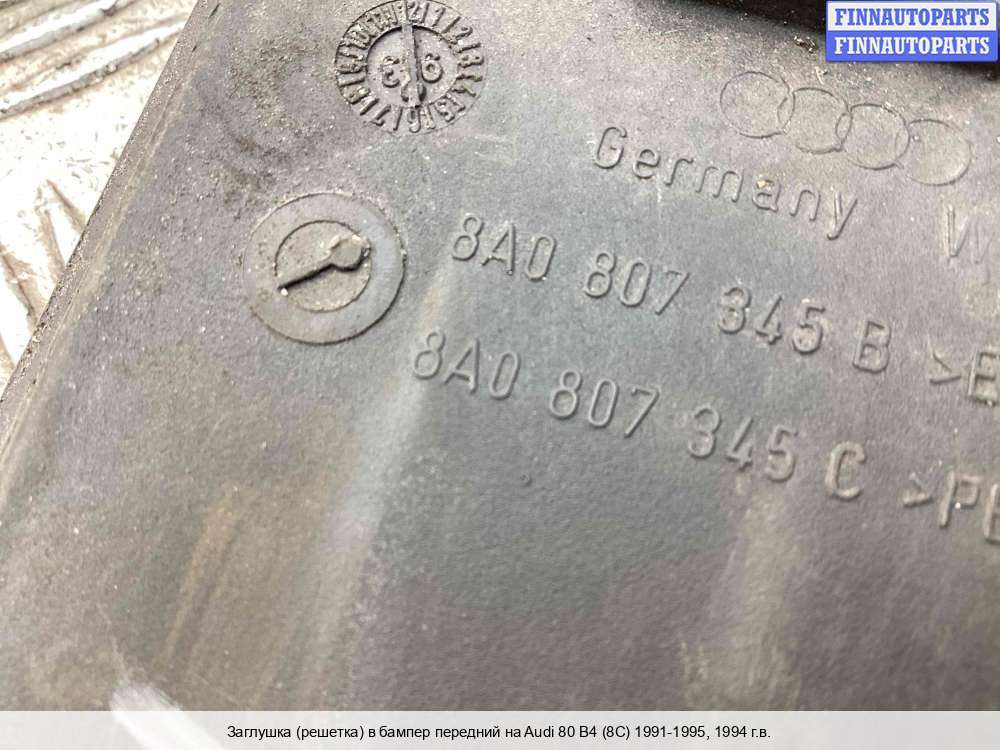 FINNAUTOPARTS
FINNAUTOPARTS
Germany
8A0 807 345 B
8A0 807 345 C
Заглушка (решетка) в бампер передний на Audi 80 B4 (8C) 1991-1995, 1994 г.в.